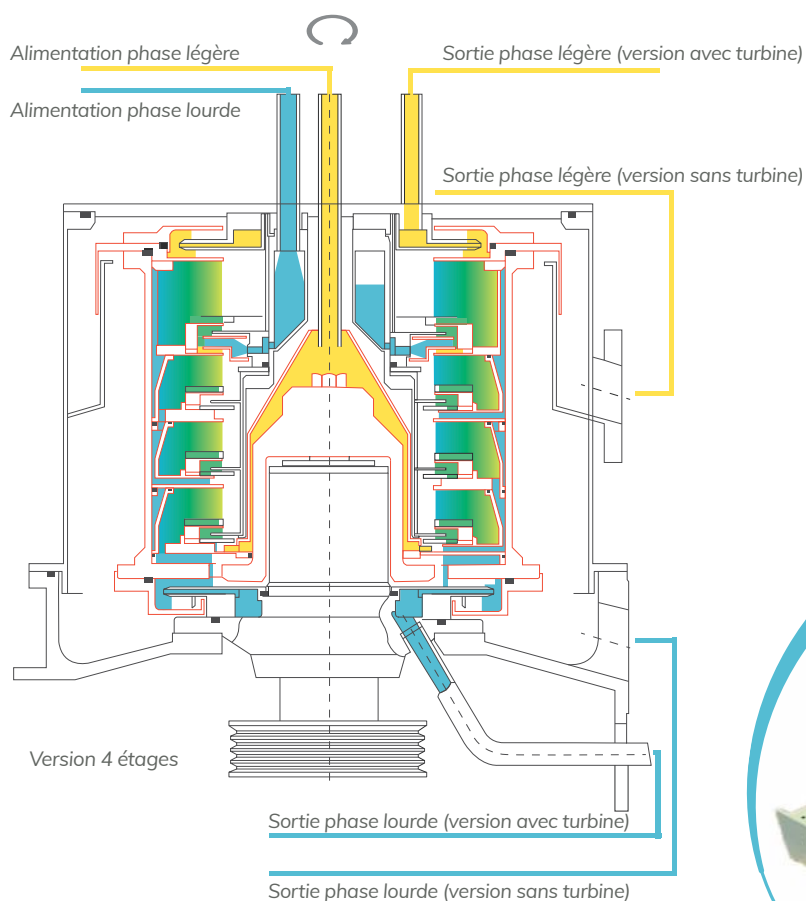 Alimentation phase légère
Sortie phase légère (version avec turbine)
Alimentation phase lourde
Sortie phase légère (version sans turbine)
Version 4 étages
Sortie phase lourde (version avec turbine)
Sortie phase lourde (version sans turbine)